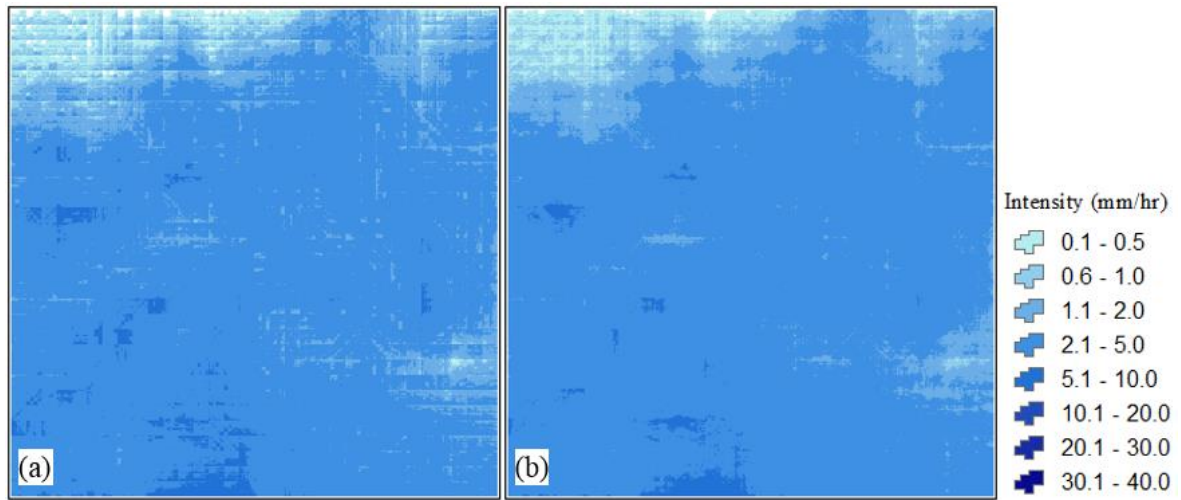 (a)
(b)
Intensity (mm/hr)
0.1 - 0.5
0.6 - 1.0
1.1 - 2.0
2.1 - 5.0
5.1 - 10.0
10.1 - 20.0
20.1 - 30.0
30.1 - 40.0